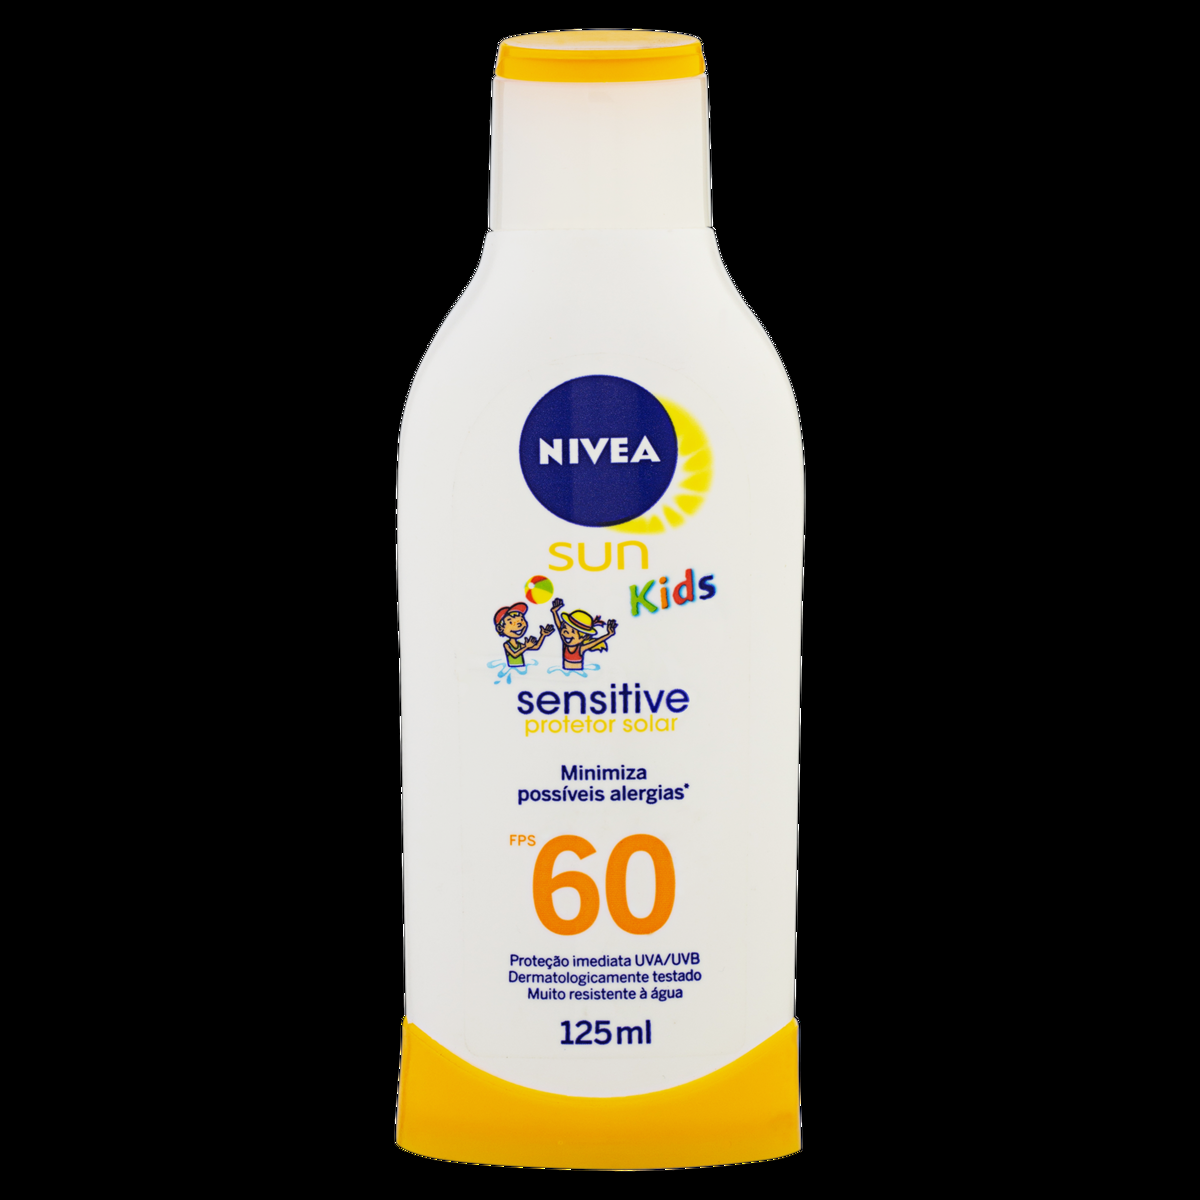 NIVEA
sun
Kids
sensitive
protetor solar
Minimiza
possíveis alergias*
FPS 60
Proteção imediata UVA/UVB
Dermatologicamente testado
Muito resistente à água
125ml